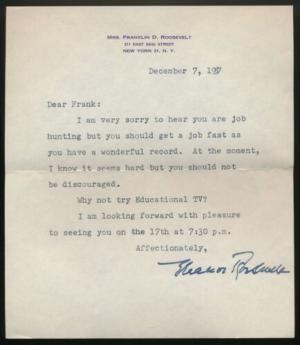 MRS. FRANKLIN D. ROOSEVELT
211 EAST 62ND STREET
NEW YORK 21, N. Y.
December 7, 1957
Dear Frank:
I am very sorry to hear you are job
hunting but you should get a job fast as
you have a wonderful record. At the moment,
I know it seems hard but you should not
be discouraged.
Why not try Educational TV?
I am looking forward with pleasure
to seeing you on the 17th at 7:30 p.m.
Affectionately,
Eleanor Roosevelt